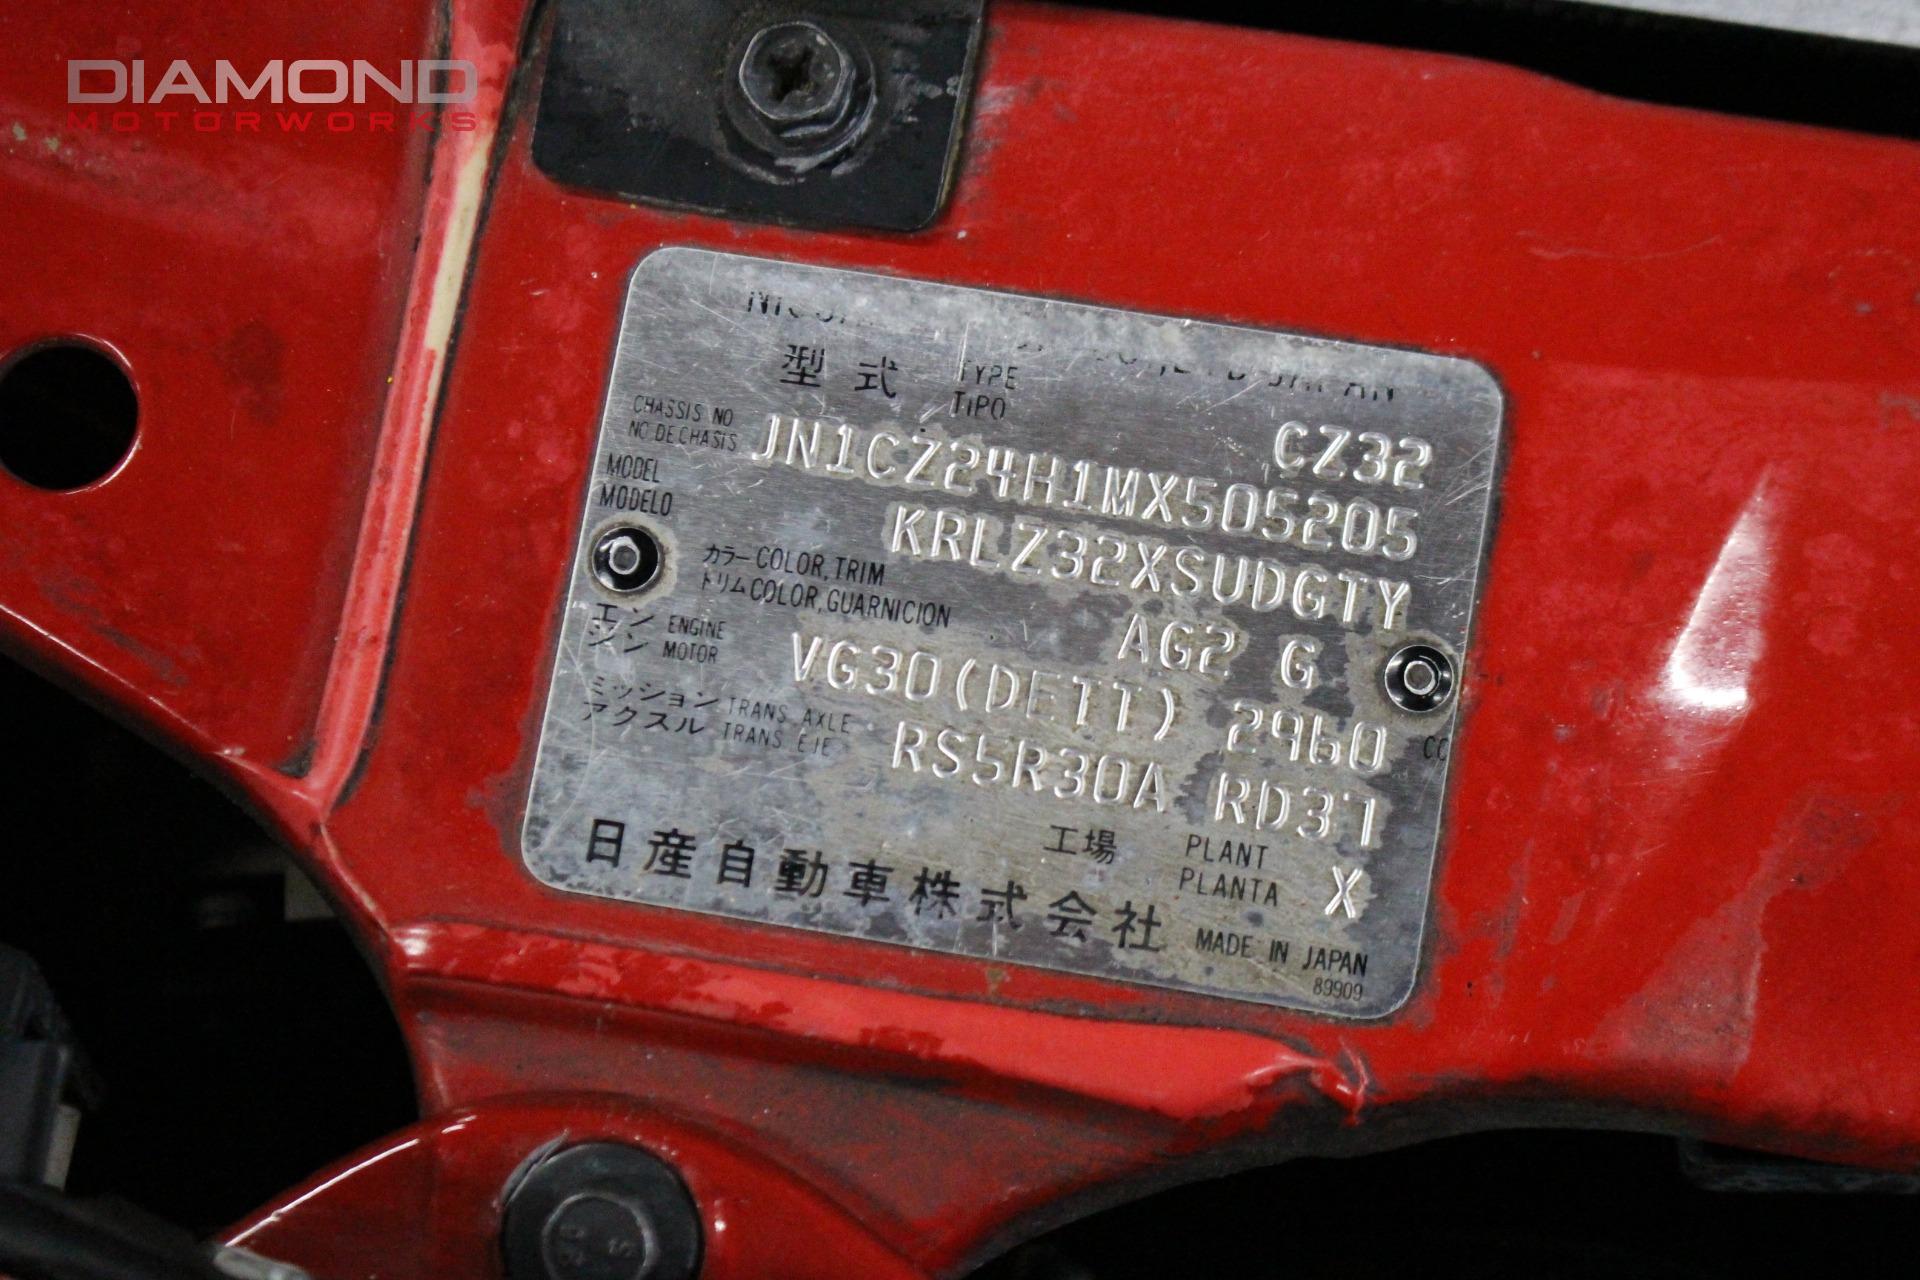 DIAMOND
MOTORWORKS
型式 TYPE
TIPO
CZ32
CHASSIS NO
NO DE CHASIS
JN1CZ24H1MX505205
MODEL
MODELO
KRLZ32XSUDGTY
カラー COLOR, TRIM
トリム COLOR, GUARNICION
AG2 G
エンジン ENGINE
MOTOR
VG30(DETT) 2960 CC
ミッション TRANS AXLE
アクスル TRANS EJE
RS5R30A RD37
工場 PLANT
PLANTA
X
日産自動車株式会社
MADE IN JAPAN
89909